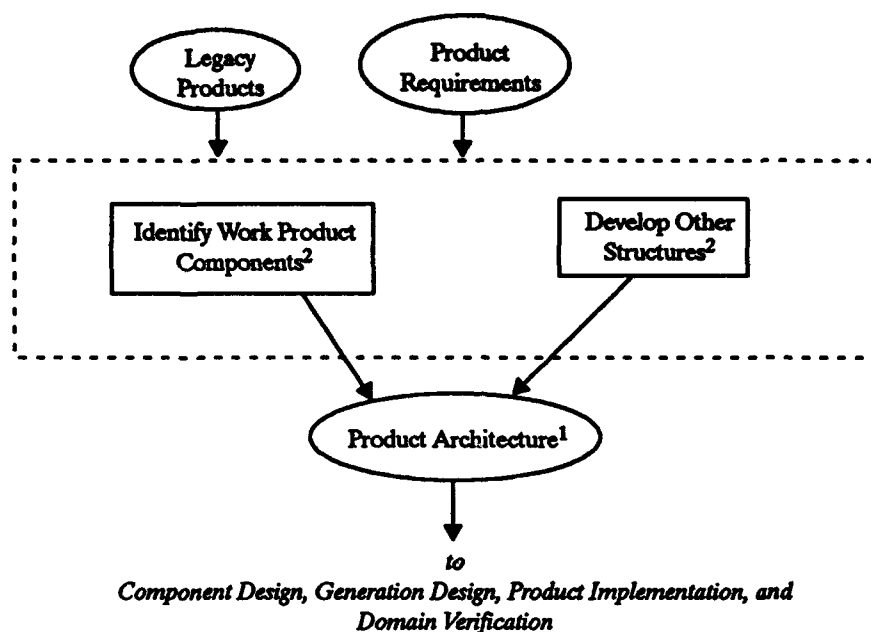 Legacy
Products
Product
Requirements
Identify Work Product
Components2
Develop Other
Structures2
Product Architecture1
to
Component Design, Generation Design, Product Implementation, and
Domain Verification